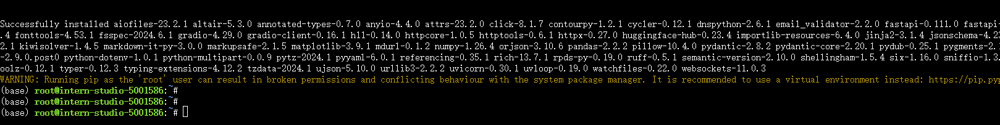 Successfully installed aiofiles-23.2.1 altair-5.3.0 annotated-types-0.7.0 anyio-4.4.0 attrs-23.2.0 click-8.1.7 contourpy-1.2.1 cycler-0.12.1 dnspython-2.6.1 email_validator-2.2.0 fastapi-0.111.0 fastapi-
.4 fonttools-4.53.1 fsspec-2024.6.1 gradio-4.29.0 gradio-client-0.16.1 h11-0.14.0 httpcore-1.0.5 httptools-0.6.1 httpx-0.27.0 huggingface-hub-0.23.4 importlib-resources-6.4.0 jinja2-3.1.4 jsonschema-4.23
2.1 kiwisolver-1.4.5 markdown-it-py-3.0.0 markupsafe-2.1.5 matplotlib-3.9.1 mdurl-0.1.2 numpy-1.26.4 orjson-3.10.6 pandas-2.2.2 pillow-10.4.0 pydantic-2.8.2 pydantic-core-2.20.1 pydub-0.25.1 pygments-2.1
-2.9.0.post0 python-dotenv-1.0.1 python-multipart-0.0.9 pytz-2024.1 pyyaml-6.0.1 referencing-0.35.1 rich-13.7.1 rpds-py-0.19.0 ruff-0.5.1 semantic-version-2.10.0 shellingham-1.5.4 six-1.16.0 sniffio-1.3.
oolz-0.12.1 typer-0.12.3 typing-extensions-4.12.2 tzdata-2024.1 ujson-5.10.0 urllib3-2.2.2 uvicorn-0.30.1 uvloop-0.19.0 watchfiles-0.22.0 websockets-11.0.3
WARNING: Running pip as the 'root' user can result in broken permissions and conflicting behaviour with the system package manager. It is recommended to use a virtual environment instead: https://pip.pyp
(base) root@intern-studio-5001586:~#
(base) root@intern-studio-5001586:~#
(base) root@intern-studio-5001586:~#